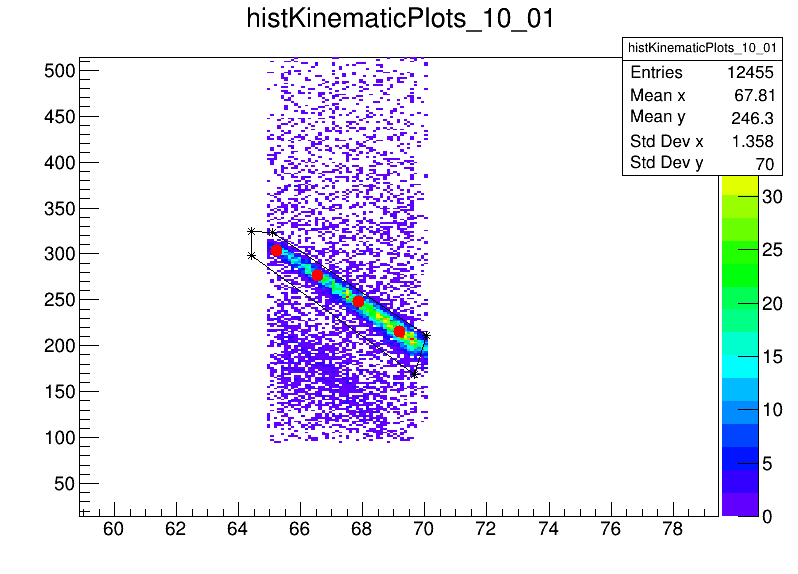 histKinematicPlots_10_01
histKinematicPlots_10_01
Entries 12455
Mean x 67.81
Mean y 246.3
Std Dev x 1.358
Std Dev y 70
500
450
400
350
300
250
200
150
100
50
60 62 64 66 68 70 72 74 76 78
30
25
20
15
10
5
0